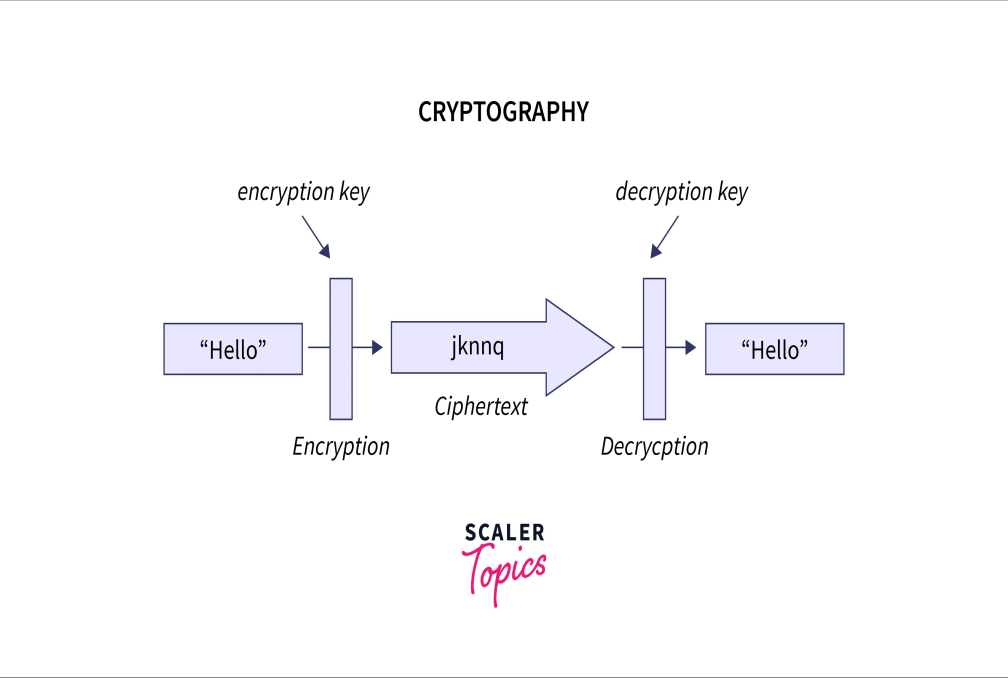 CRYPTOGRAPHY
encryption key
decryption key
“Hello”
jknnq
“Hello”
Ciphertext
Encryption
Decrycption
SCALER
Topics